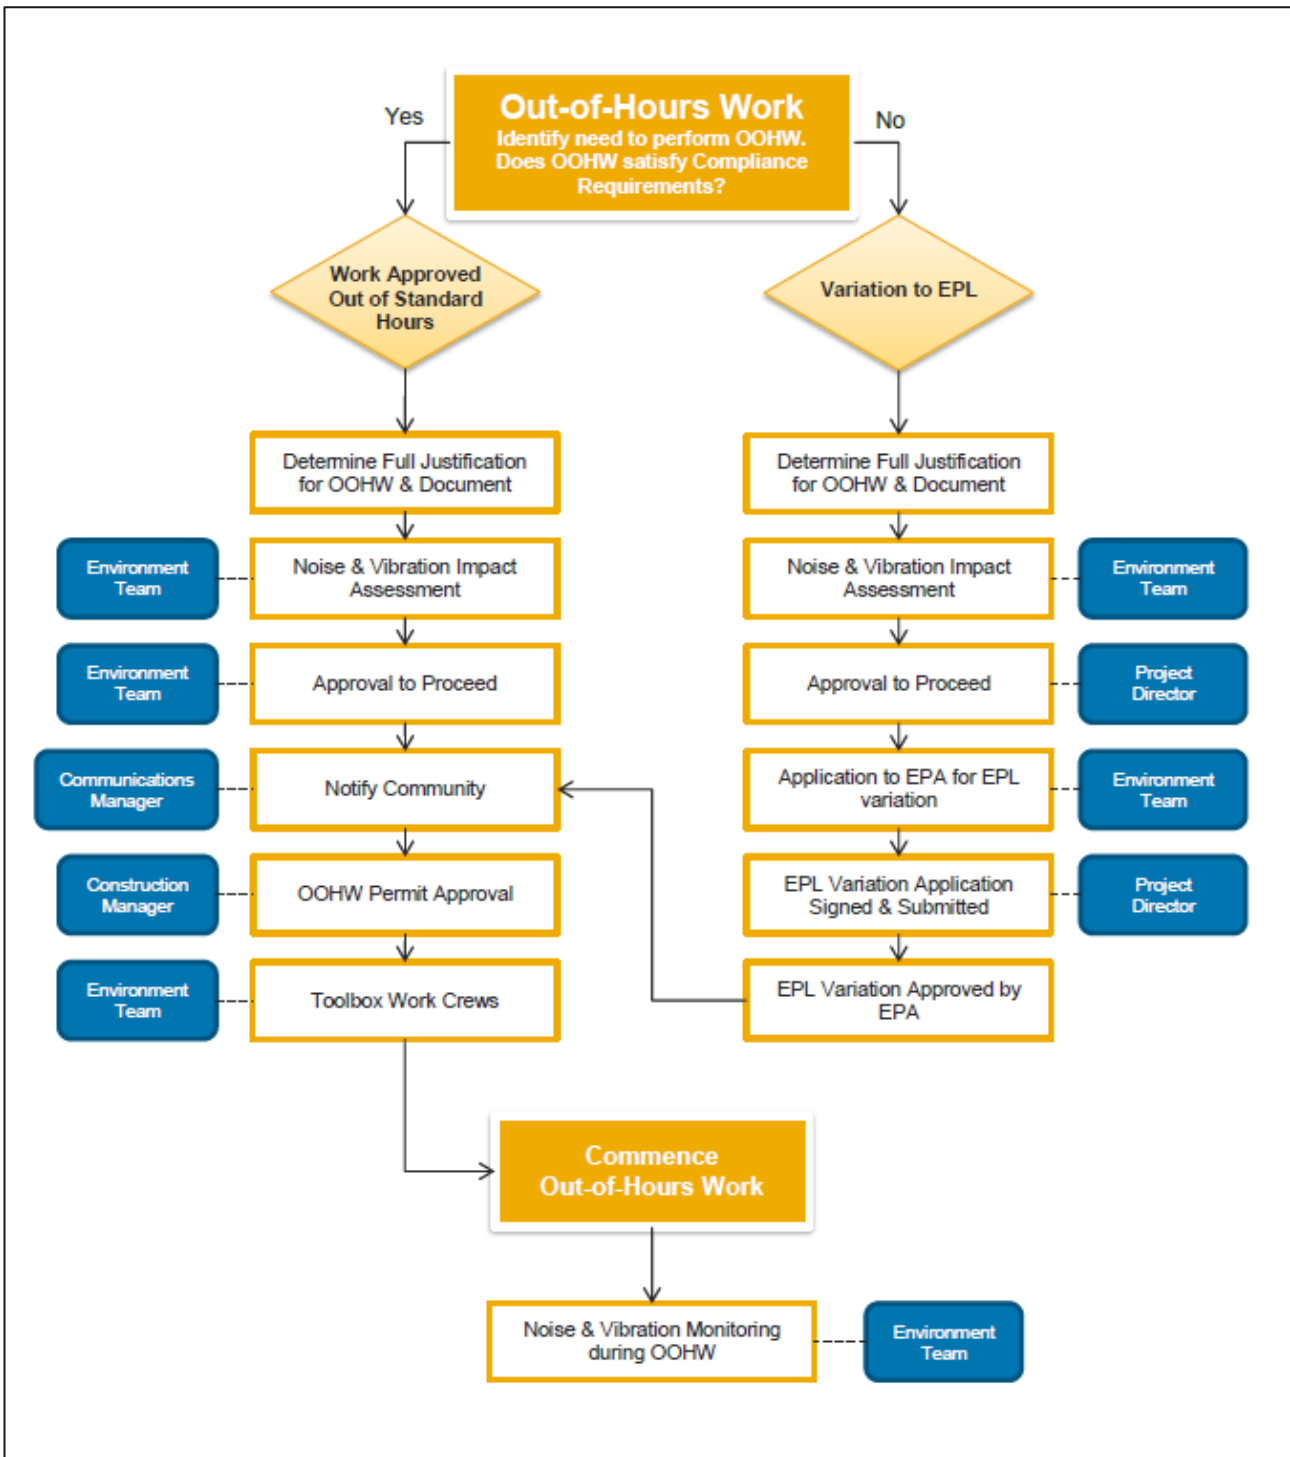 Out-of-Hours Work
Identify need to perform OOHW.
Does OOHW satisfy Compliance
Requirements?
Yes
No
Work Approved
Out of Standard
Hours
Variation to EPL
Determine Full Justification
for OOHW & Document
Determine Full Justification
for OOHW & Document
Environment
Team
Noise & Vibration Impact
Assessment
Noise & Vibration Impact
Assessment
Environment
Team
Environment
Team
Approval to Proceed
Approval to Proceed
Project
Director
Communications
Manager
Notify Community
Application to EPA for EPL
variation
Environment
Team
Construction
Manager
OOHW Permit Approval
EPL Variation Application
Signed & Submitted
Project
Director
Environment
Team
Toolbox Work Crews
EPL Variation Approved by
EPA
Commence
Out-of-Hours Work
Noise & Vibration Monitoring
during OOHW
Environment
Team